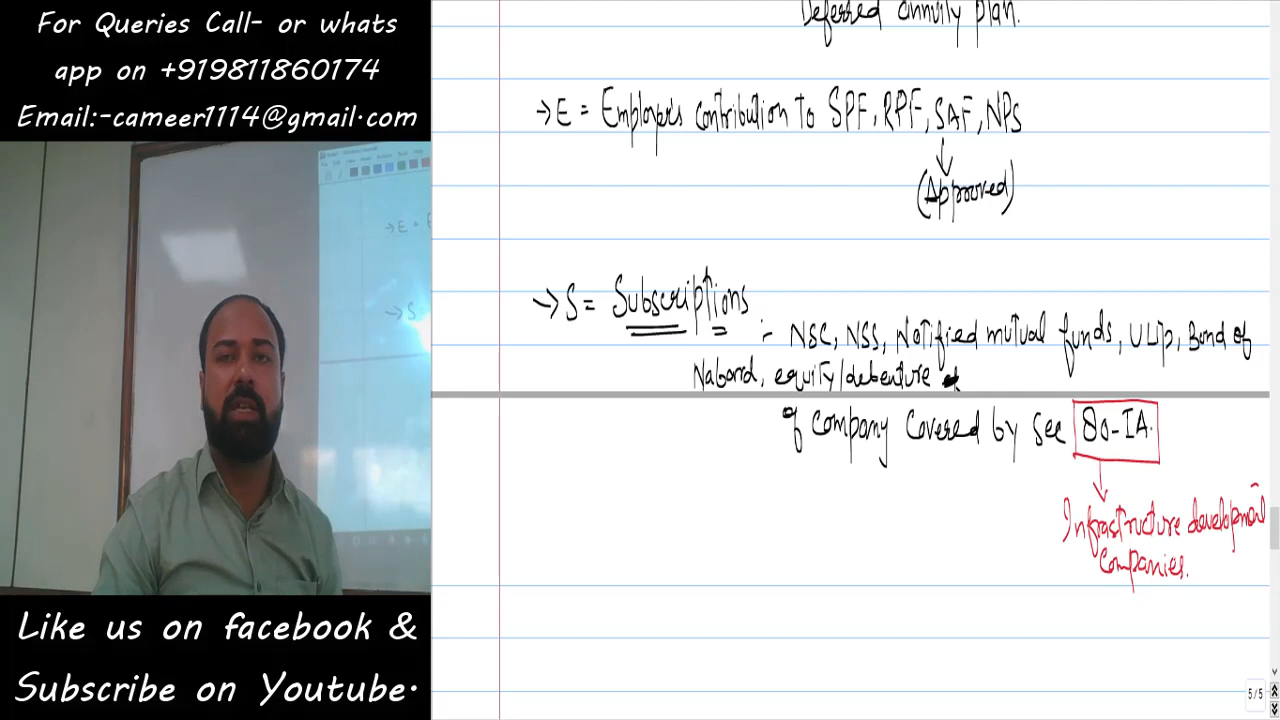 For Queries Call- or whats
app on +919811860174
Email:-cameer1114@gmail.com
Like us on facebook &
Subscribe on Youtube.
Deferred annuity plan.
→ E = Employer's contribution to SPF, RPF, SAF, NPS
(Approved)
→ S = Subscriptions
:- NSC, NSS, Notified mutual funds, ULIP, Bond of
Nabard, equity/debenture
of company covered by sec 80-IA.
Infrastructure development
companies.
5/5